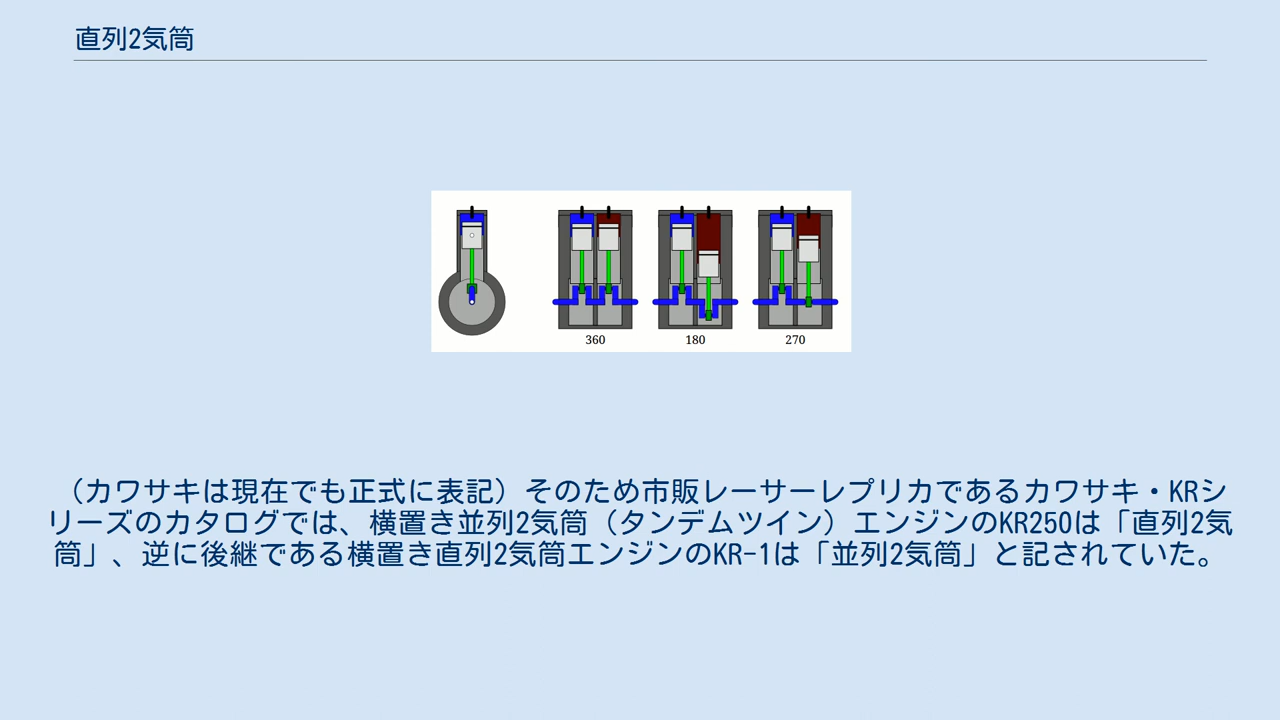 直列2気筒
360
180
270
（カワサキは現在でも正式に表記）そのため市販レーサーレプリカであるカワサキ・KRシ
リーズのカタログでは、横置き並列2気筒（タンデムツイン）エンジンのKR250は「直列2気
筒」、逆に後継である横置き直列2気筒エンジンのKR-1は「並列2気筒」と記されていた。